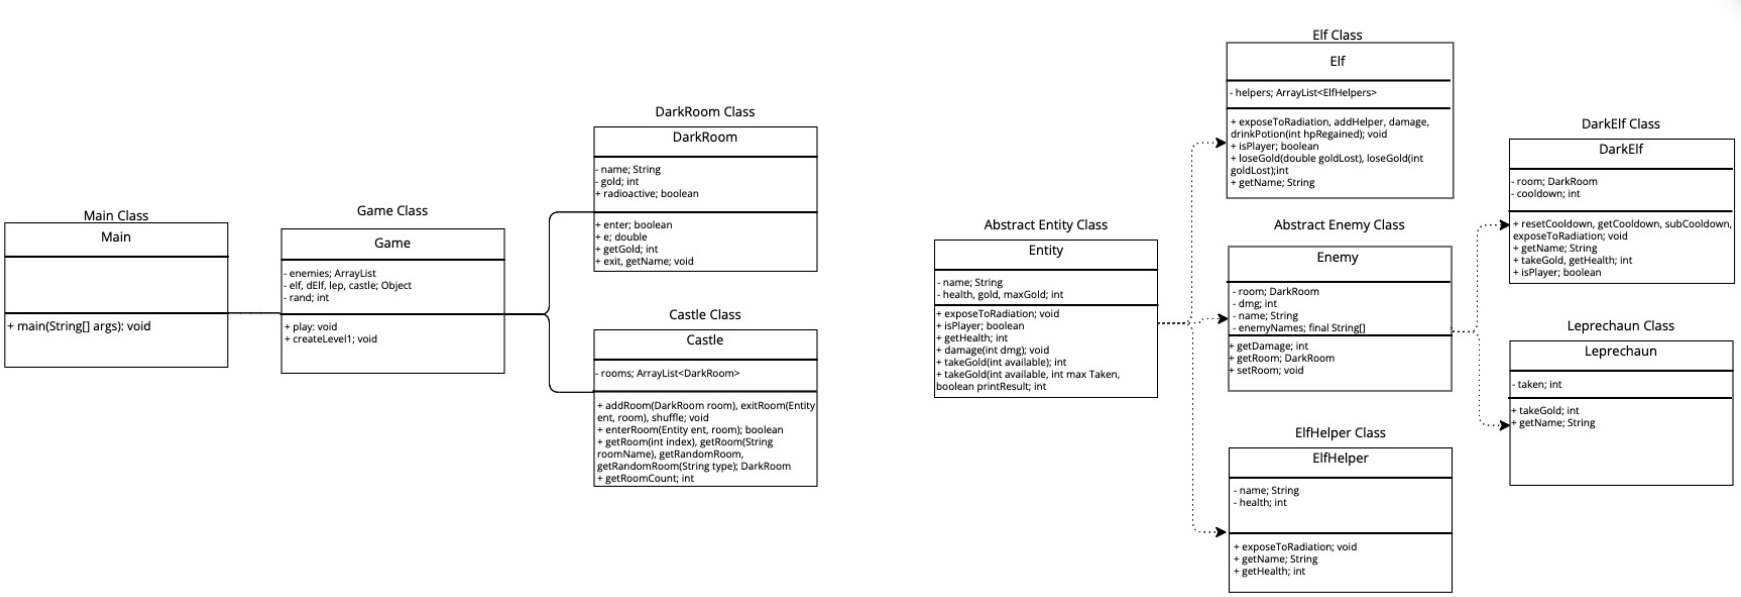 Main Class
Main
+ main(String[] args): void
Game Class
Game
- enemies; ArrayList
- elf, dElf, lep, castle; Object
- rand; int
+ play: void
+ createLevel1; void
DarkRoom Class
DarkRoom
- name; String
- gold; int
+ radioactive; boolean
+ enter; boolean
+ e; double
+ getGold; int
+ exit, getName; void
Castle Class
Castle
- rooms; ArrayList<DarkRoom>
+ addRoom(DarkRoom room), exitRoom(Entity
ent, room), shuffle; void
+ enterRoom(Entity ent, room); boolean
+ getRoom(int index), getRoom(String
roomName), getRandomRoom,
getRandomRoom(String type); DarkRoom
+ getRoomCount; int
Abstract Entity Class
Entity
- name; String
- health, gold, maxGold; int
+ exposeToRadiation; void
+ isPlayer; boolean
+ getHealth; int
+ damage(int dmg); void
+ takeGold(int available); int
+ takeGold(int available, int max Taken,
boolean printResult; int
Elf Class
Elf
- helpers; ArrayList<ElfHelpers>
+ exposeToRadiation, addHelper, damage,
drinkPotion(int hpRegained); void
+ isPlayer; boolean
+ loseGold(double goldLost), loseGold(int
goldLost);int
+ getName; String
Abstract Enemy Class
Enemy
- room; DarkRoom
- dmg; int
- name; String
- enemyNames; final String[]
+ getDamage; int
+ getRoom; DarkRoom
+ setRoom; void
ElfHelper Class
ElfHelper
- name; String
- health; int
+ exposeToRadiation; void
+ getName; String
+ getHealth; int
DarkElf Class
DarkElf
- room; DarkRoom
- cooldown; int
+ resetCooldown, getCooldown, subCooldown,
exposeToRadiation; void
+ getName; String
+ takeGold, getHealth; int
+ isPlayer; boolean
Leprechaun Class
Leprechaun
- taken; int
+ takeGold; int
+ getName; String